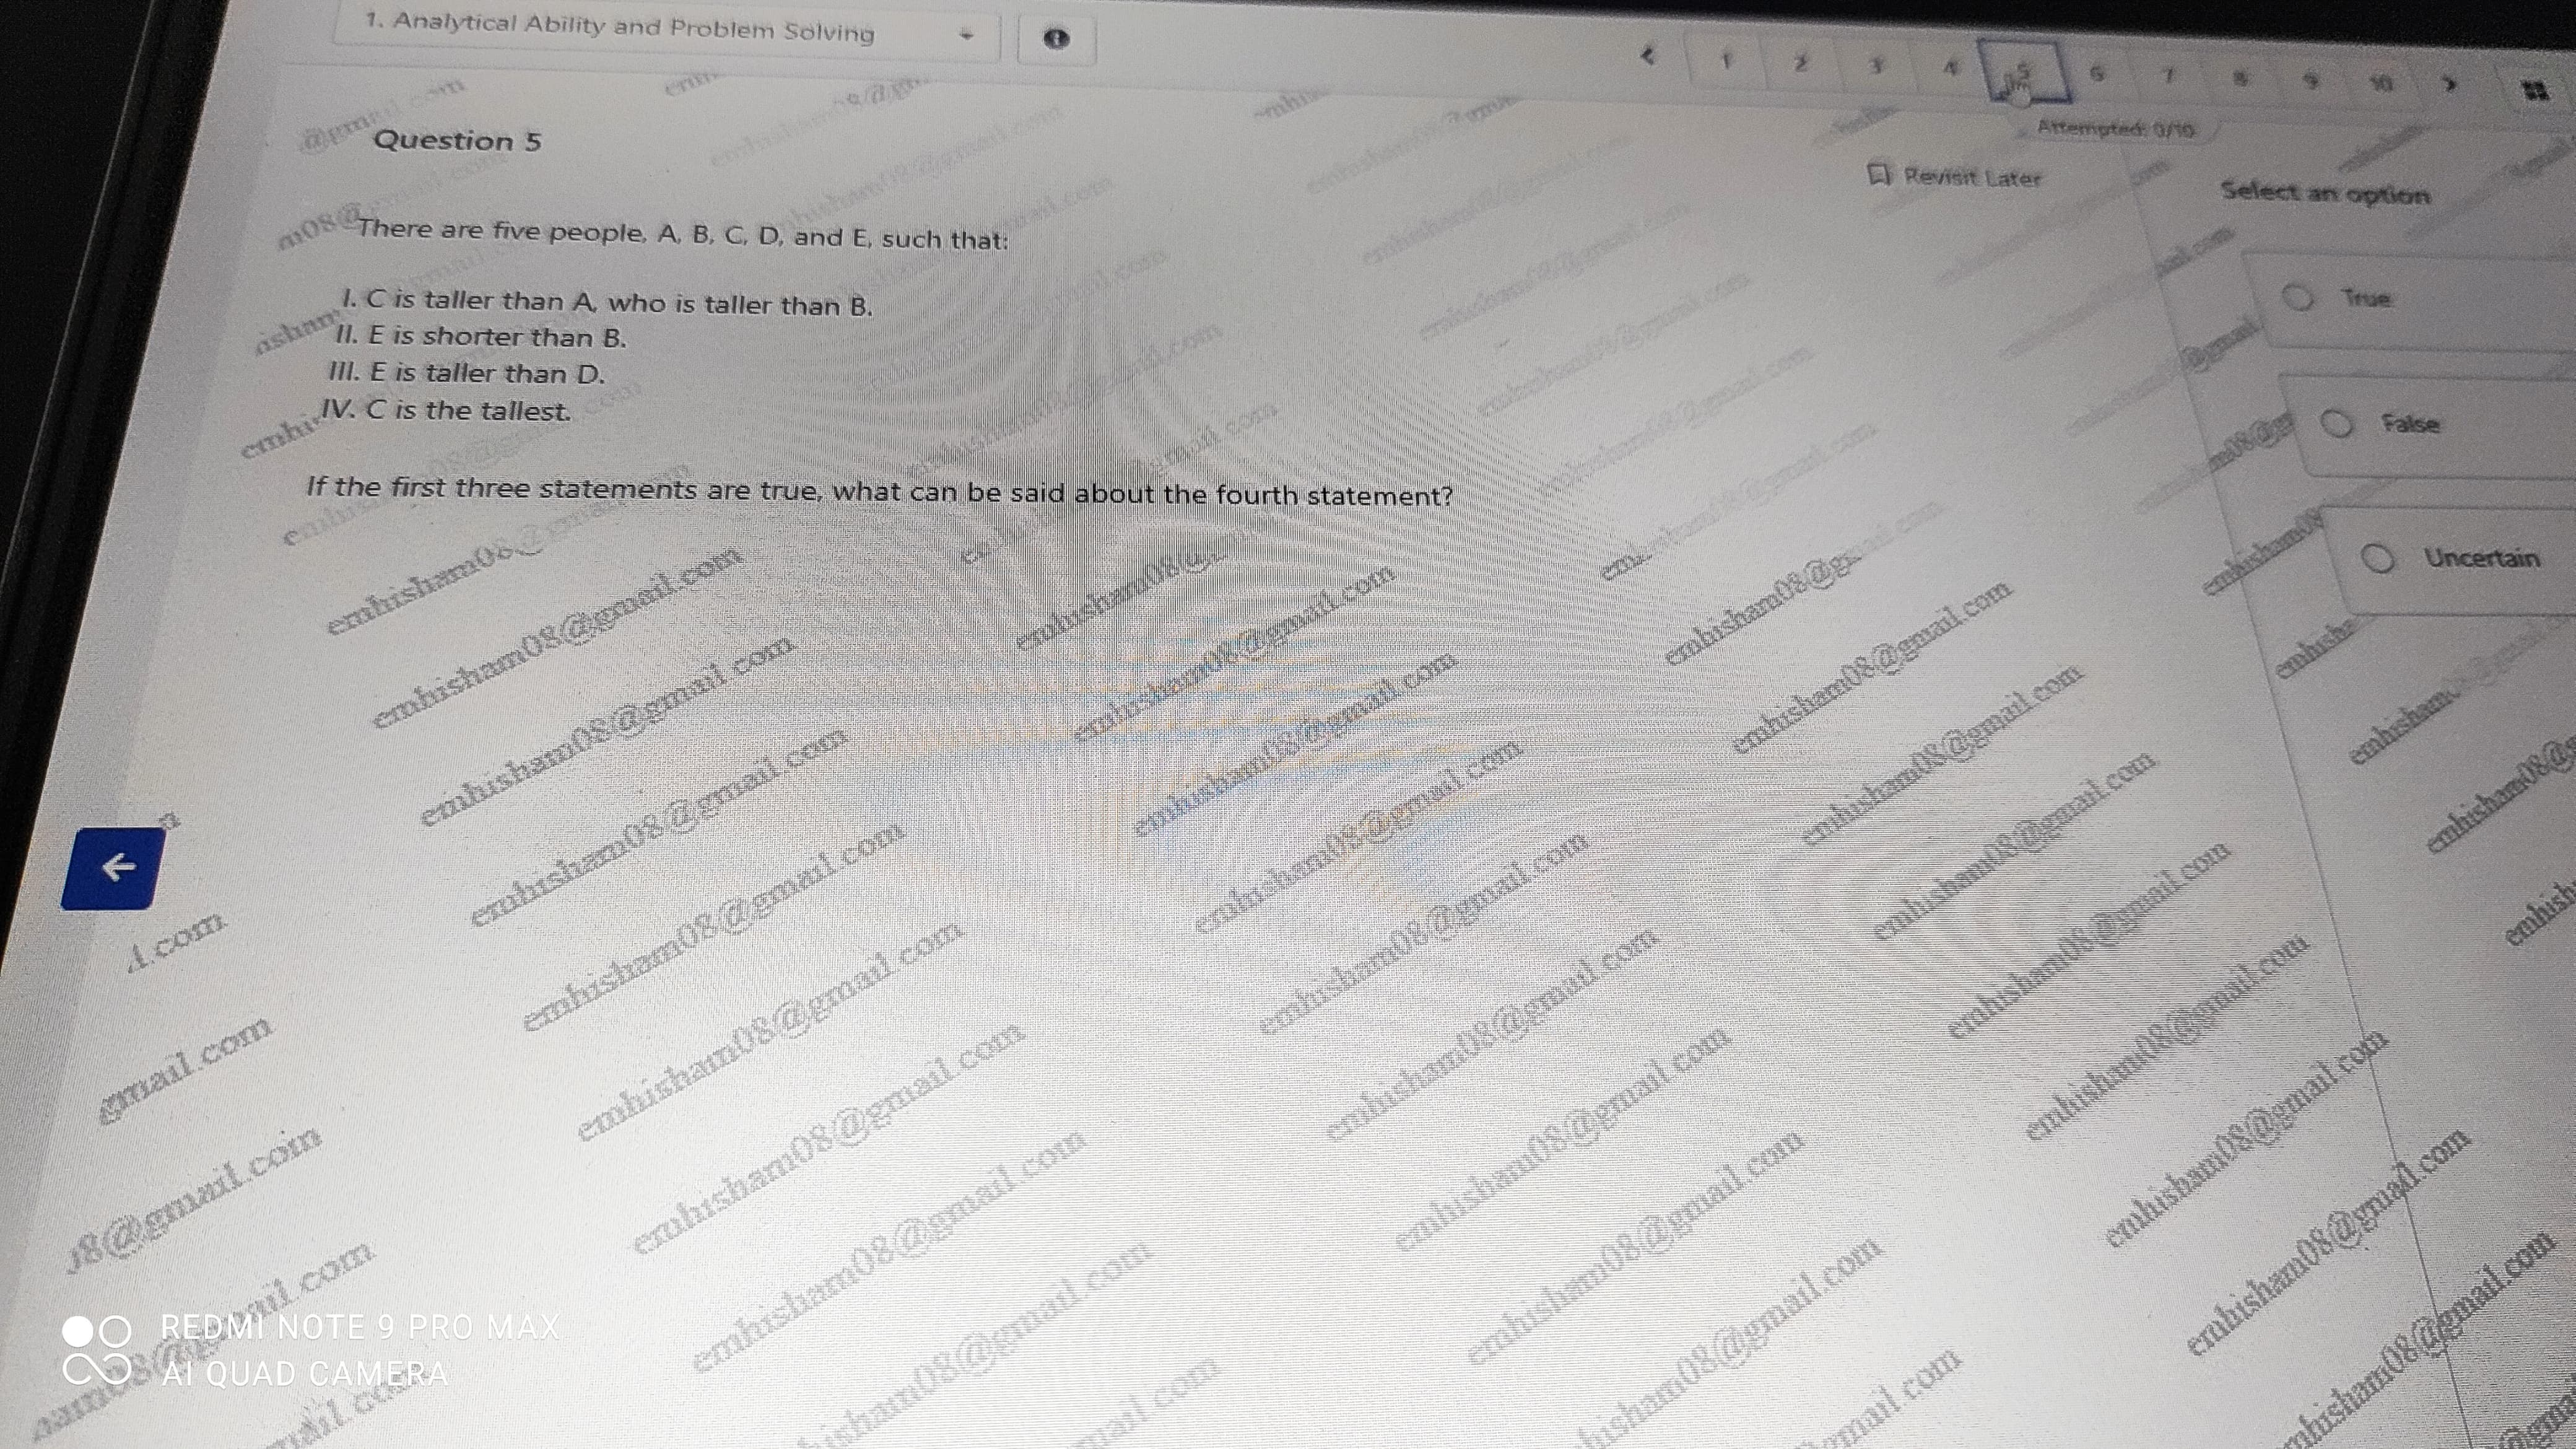 1. Analytical Ability and Problem Solving
1 2 3 4 5 6 7 8 9 10
Attempted: 0/10
Question 5
Revisit Later
Select an option
There are five people, A, B, C, D, and E, such that:
I. C is taller than A, who is taller than B.
II. E is shorter than B.
III. E is taller than D.
IV. C is the tallest.
If the first three statements are true, what can be said about the fourth statement?
True
False
Uncertain
emhisham08@gmail.com
REDMI NOTE 9 PRO MAX
AI QUAD CAMERA